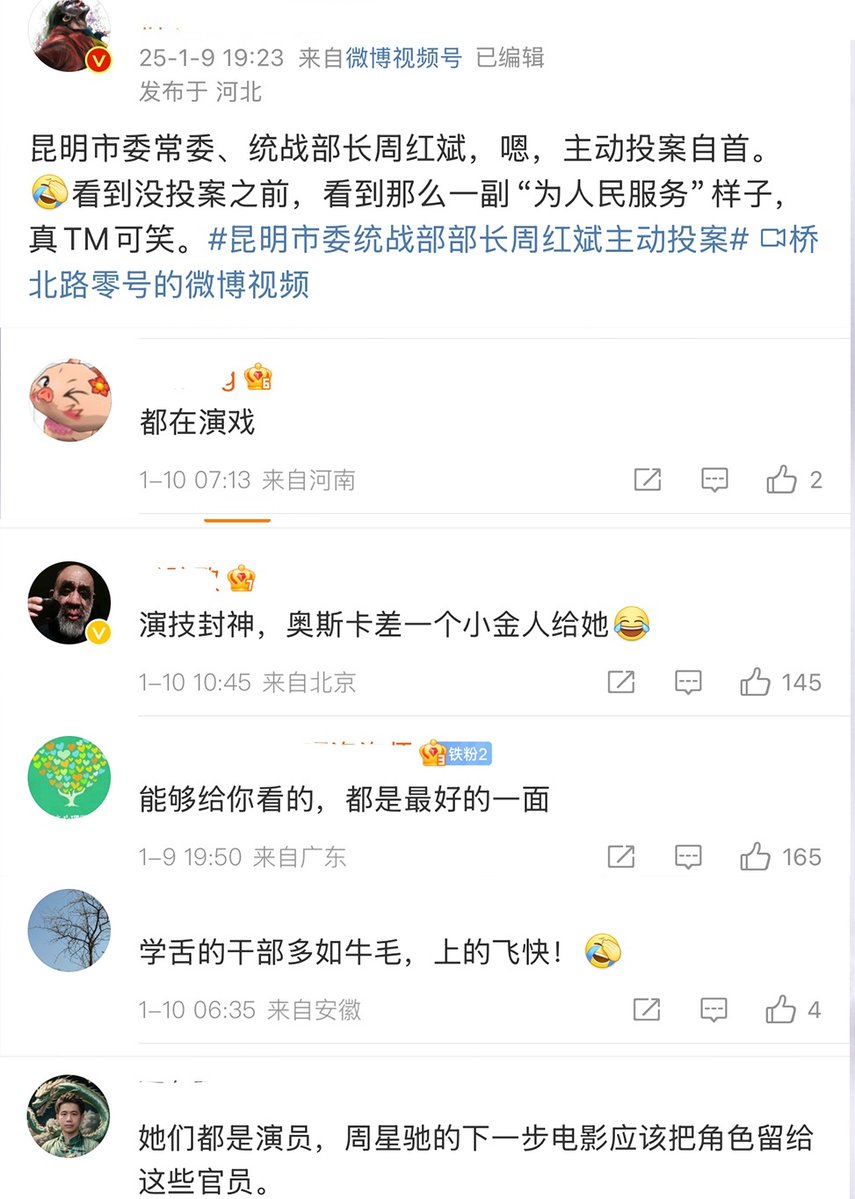 25-1-9 19:23 来自微博视频号 已编辑
发布于 河北
昆明市委常委、统战部长周红斌，嗯，主动投案自首。
🤣看到没投案之前，看到那么一副“为人民服务”样子，
真TM可笑。#昆明市委统战部部长周红斌主动投案# 桥
北路零号的微博视频
6
都在演戏
1-10 07:13 来自河南
2
7
演技封神，奥斯卡差一个小金人给她😂
1-10 10:45 来自北京
145
3 铁粉2
能够给你看的，都是最好的一面
1-9 19:50 来自广东
165
学舌的干部多如牛毛，上的飞快！🤣
1-10 06:35 来自安徽
4
她们都是演员，周星驰的下一步电影应该把角色留给
这些官员。